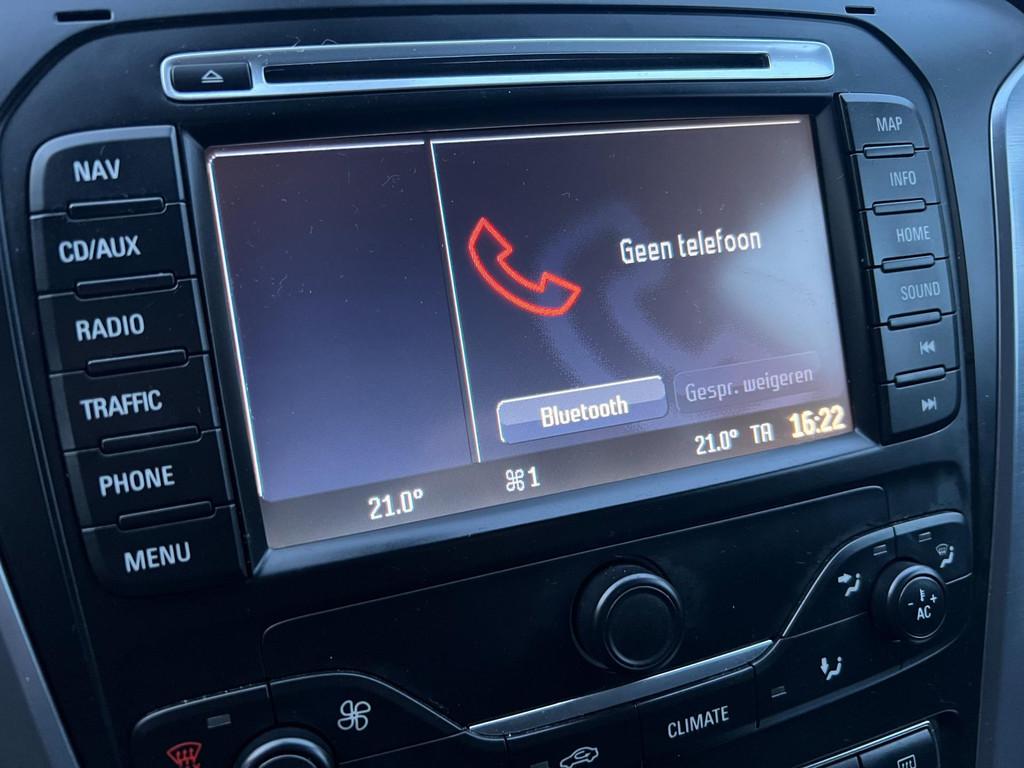 NAV
CD/AUX
RADIO
TRAFFIC
PHONE
MENU
Geen telefoon
Bluetooth
Gespr. weigeren
21.0°
1
21.0° TA 16:22
MAP
INFO
HOME
SOUND
- +
AC
CLIMATE